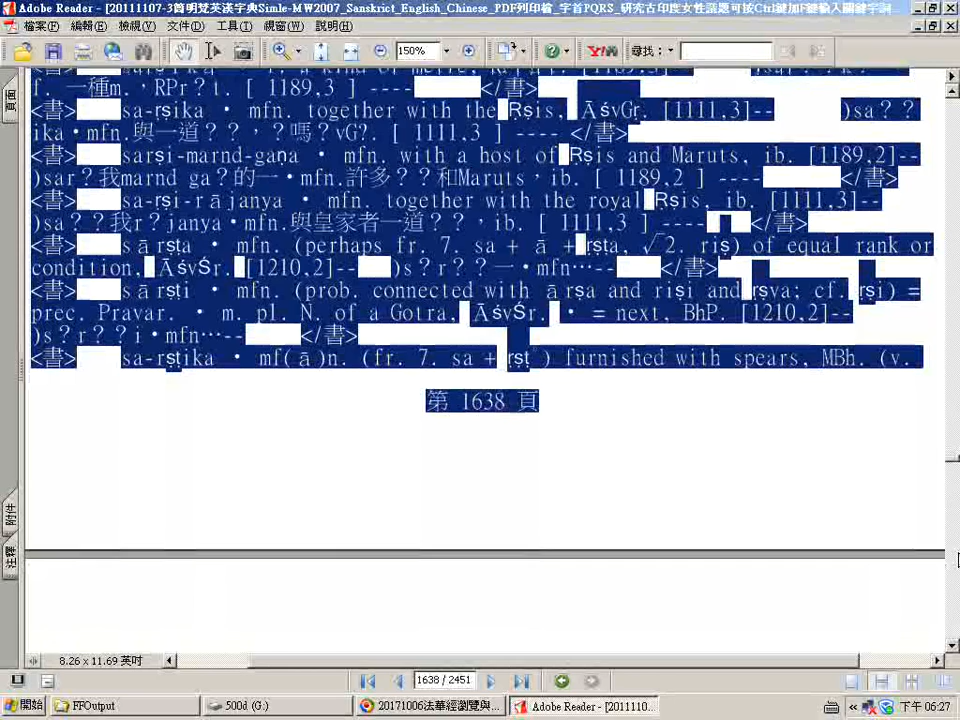 Adobe Reader - [20111107-3簡明梵英漢字典Simle-MW2007_Sanskrict_English_Chinese_PDF列印檔_字首PQRS_研究古印度女性議題可按Ctrl鍵加F鍵輸入關鍵字詞
檔案(F) 編輯(E) 檢視(V) 文件(D) 工具(T) 視窗(W) 說明(H)
150% 尋找：
頁面
f. 一種m.，RPr？t. [ 1189,3 ] ---- </書>
<書> sa-ṛṣika • mfn. together with the Ṛṣis, ĀśvGṛ. [1111,3]-- )sa？？
ika•mfn.與一道？？，？嗎？vG?. [ 1111,3 ] ---- </書>
<書> sarṣi-marud-gaṇa • mfn. with a host of Ṛṣis and Maruts, ib. [1189,2]--
)sar？我marnd ga？的一•mfn.許多？？和Maruts，ib. [ 1189,2 ] ---- </書>
<書> sa-ṛṣi-rājanya • mfn. together with the royal Ṛṣis, ib. [1111,3]--
)sa？？我r？janya•mfn.與皇家者一道？？，ib. [ 1111,3 ] ---- </書>
<書> sārṣṭa • mfn. (perhaps fr. 7. sa + ā + ṛṣṭa, √2. riṣ) of equal rank or
condition, ĀśvŚr. [1210,2]-- )s？r？？一•mfn…-- </書>
<書> sārṣṭi • mfn. (prob. connected with ārṣa and riṣi and ṛṣva; cf. ṛṣi) =
prec. Pravar. • m. pl. N. of a Gotra, ĀśvŚr. • = next, BhP. [1210,2]--
)s？r？？i•mfn…-- </書>
<書> sa-ṛṣṭika • mf(ā)n. (fr. 7. sa + ṛṣṭ ) furnished with spears, MBh. (v.
第 1638 頁
附件
注釋
8.26 x 11.69 英吋
1638 / 2451
開始 FFOutput 500d (G:) 20171006法華經瀏覽與... Adobe Reader - [2011110... 下午 06:27